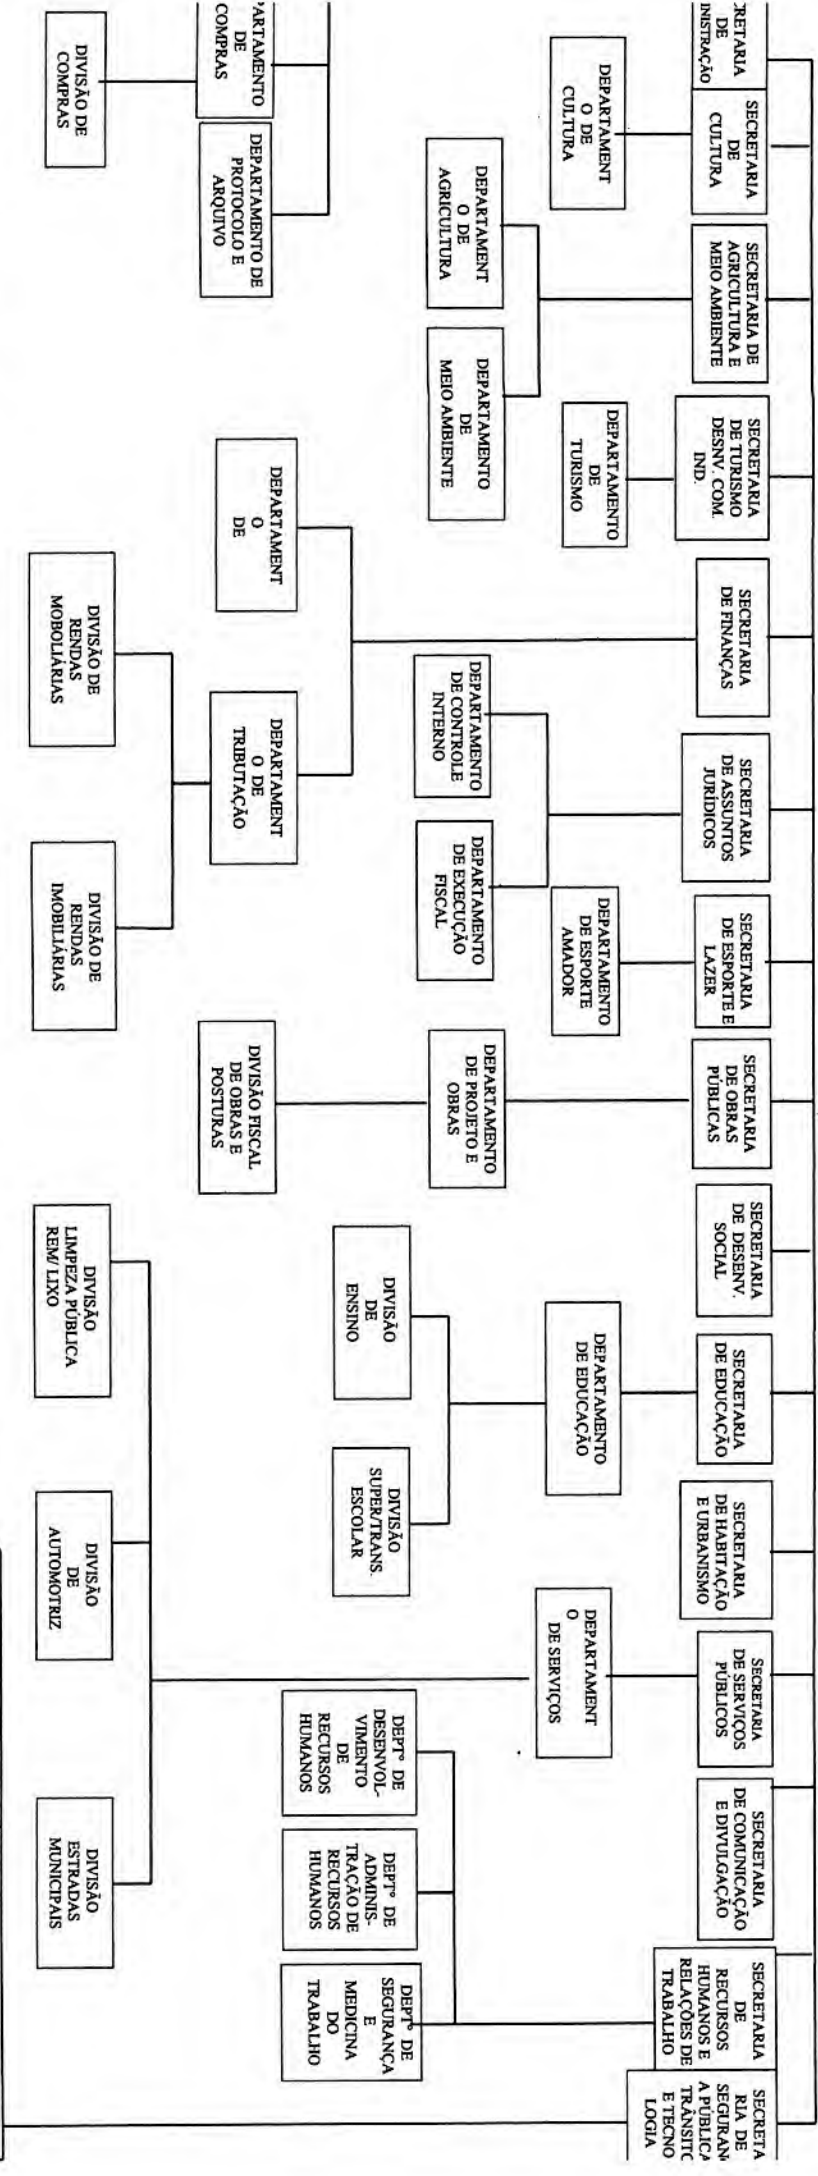 CRETARIA
DE
NISTRAÇÃO
SECRETARIA
DE
CULTURA
SECRETARIA DE
AGRICULTURA E
MEIO AMBIENTE
SECRETARIA
DE TURISMO
DESNV. COM.
IND.
SECRETARIA
DE FINANÇAS
SECRETARIA
DE ASSUNTOS
JURÍDICOS
SECRETARIA
DE ESPORTE E
LAZER
SECRETARIA
DE OBRAS
PÚBLICAS
SECRETARIA
DE DESENV.
SOCIAL
SECRETARIA
DE EDUCAÇÃO
SECRETARIA
DE HABITAÇÃO
E URBANISMO
SECRETARIA
DE SERVIÇOS
PÚBLICOS
SECRETARIA
DE COMUNICAÇÃO
E DIVULGAÇÃO
SECRETARIA
DE
RECURSOS
HUMANOS E
RELAÇÕES DE
TRABALHO
SECRETA
RIA DE
SEGURAN
A PÚBLICA
TRÂNSITO
E TECNO
LOGIA
DEPARTAMENT
O DE
CULTURA
DEPARTAMENTO
DE
TURISMO
DEPARTAMENTO
DE ESPORTE
AMADOR
DEPARTAMENTO
DE EDUCAÇÃO
DEPARTAMENT
O
DE SERVIÇOS
DEPARTAMENT
O DE
AGRICULTURA
DEPARTAMENTO
DE
MEIO AMBIENTE
DEPARTAMENTO
DE CONTROLE
INTERNO
DEPARTAMENTO
DE EXECUÇÃO
FISCAL
DEPARTAMENTO
DE PROJETO E
OBRAS
DIVISÃO
DE
ENSINO
DIVISÃO
SUPER/TRANS.
ESCOLAR
DEPTº DE
DESENVOL-
VIMENTO
DE
RECURSOS
HUMANOS
DEPTº DE
ADMINIS-
TRAÇÃO DE
RECURSOS
HUMANOS
DEPTº DE
SEGURANÇA
E
MEDICINA
DO
TRABALHO
PARTAMENTO
DE
COMPRAS
DEPARTAMENTO DE
PROTOCOLO E
ARQUIVO
DEPARTAMENT
O
DE
DEPARTAMENT
O DE
TRIBUTAÇÃO
DIVISÃO FISCAL
DE OBRAS E
POSTURAS
DIVISÃO DE
COMPRAS
DIVISÃO DE
RENDAS
MOBOLIÁRIAS
DIVISÃO DE
RENDAS
IMOBILIÁRIAS
DIVISÃO
LIMPEZA PÚBLICA
REM/ LIXO
DIVISÃO
DE
AUTOMOTRIZ
DIVISÃO
ESTRADAS
MUNICIPAIS